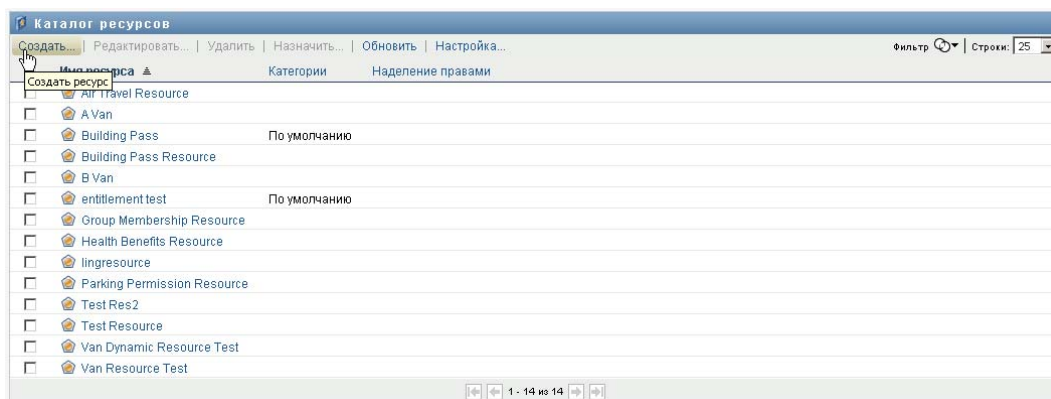 Каталог ресурсов
Создать... | Редактировать... | Удалить | Назначить... | Обновить | Настройка... Фильтр | Строки: 25
Имя ресурса Категории Наделение правами
Создать ресурс
Air Travel Resource
A Van
Building Pass По умолчанию
Building Pass Resource
B Van
entitlement test По умолчанию
Group Membership Resource
Health Benefits Resource
lingresource
Parking Permission Resource
Test Res2
Test Resource
Van Dynamic Resource Test
Van Resource Test
1 - 14 из 14